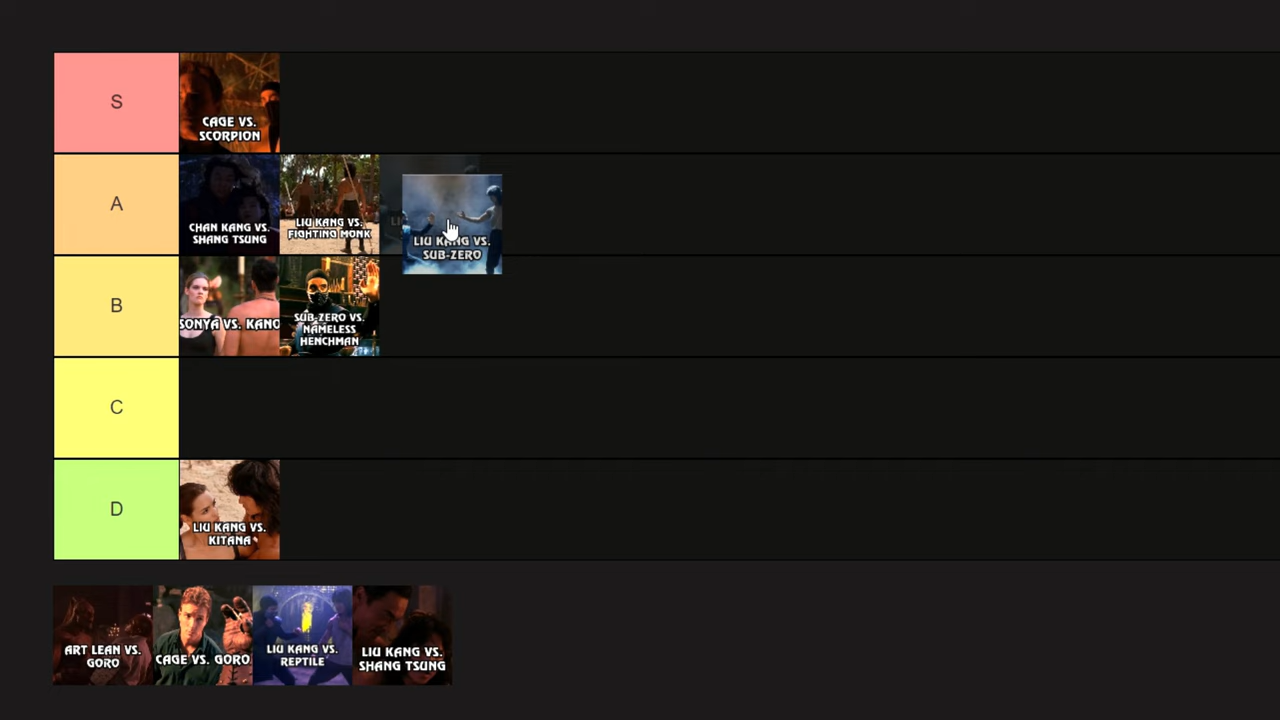 S
CAGE VS.
SCORPION
A
CHAN KANG VS.
SHANG TSUNG
LIU KANG VS.
FIGHTING MONK
LIU KANG VS.
SUB-ZERO
B
SONYA VS. KANO
SUB-ZERO VS.
NAMELESS
HENCHMAN
C
D
LIU KANG VS.
KITANA
ART LEAN VS.
GORO
CAGE VS. GORO
LIU KANG VS.
REPTILE
LIU KANG VS.
SHANG TSUNG